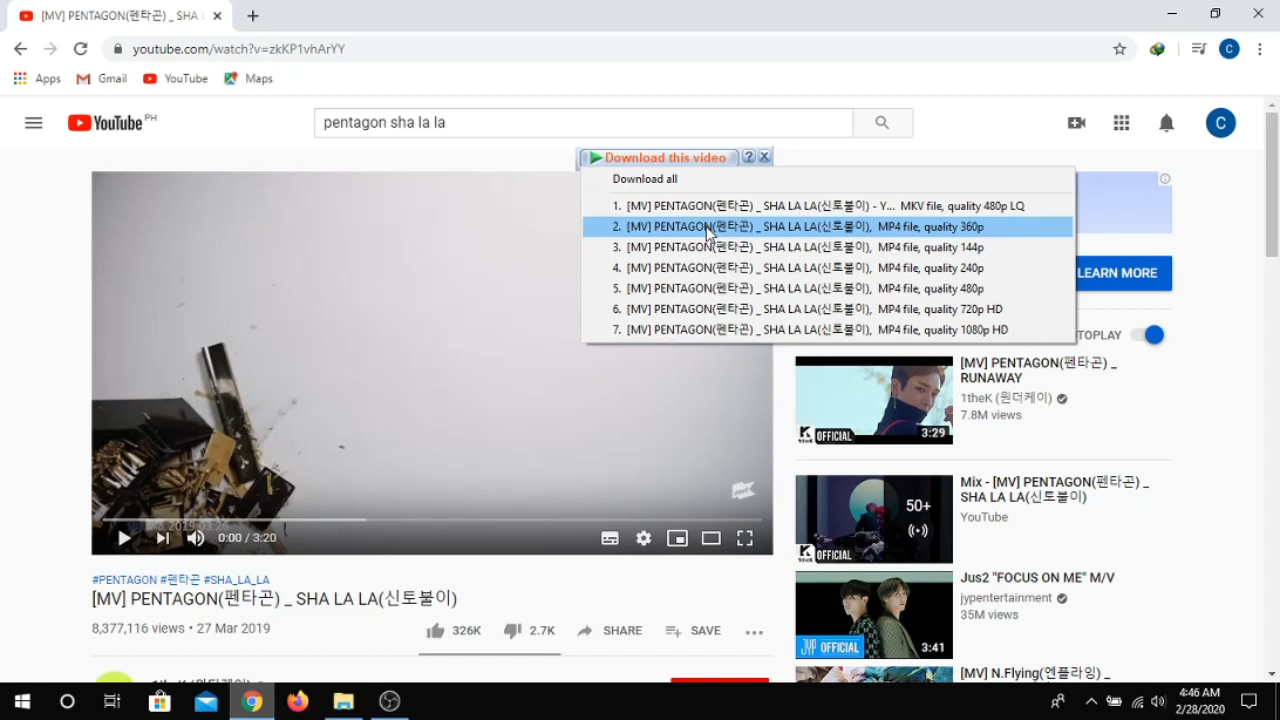 [MV] PENTAGON(펜타곤) _ SHA
youtube.com/watch?v=zkKP1vhArYY
C
Apps
Gmail
YouTube
Maps
YouTube PH
pentagon sha la la
C
Download this video
Download all
1. [MV] PENTAGON(펜타곤) _ SHA LA LA(신토불이) - Y... MKV file, quality 480p LQ
2. [MV] PENTAGON(펜타곤) _ SHA LA LA(신토불이), MP4 file, quality 360p
3. [MV] PENTAGON(펜타곤) _ SHA LA LA(신토불이), MP4 file, quality 144p
4. [MV] PENTAGON(펜타곤) _ SHA LA LA(신토불이), MP4 file, quality 240p
5. [MV] PENTAGON(펜타곤) _ SHA LA LA(신토불이), MP4 file, quality 480p
6. [MV] PENTAGON(펜타곤) _ SHA LA LA(신토불이), MP4 file, quality 720p HD
7. [MV] PENTAGON(펜타곤) _ SHA LA LA(신토불이), MP4 file, quality 1080p HD
LEARN MORE
TOPLAY
0:00 / 3:20
#PENTAGON #펜타곤 #SHA_LA_LA
[MV] PENTAGON(펜타곤) _ SHA LA LA(신토불이)
8,377,116 views • 27 Mar 2019
326K
2.7K
SHARE
SAVE
[MV] PENTAGON(펜타곤) _
RUNAWAY
1theK (원더케이)
7.8M views
K OFFICIAL
3:29
Mix - [MV] PENTAGON(펜타곤) _
SHA LA LA(신토불이)
YouTube
50+
K OFFICIAL
Jus2 "FOCUS ON ME" M/V
jypentertainment
35M views
JYP OFFICIAL
3:41
[MV] N.Flying(엔플라잉) _
4:46 AM
2/28/2020